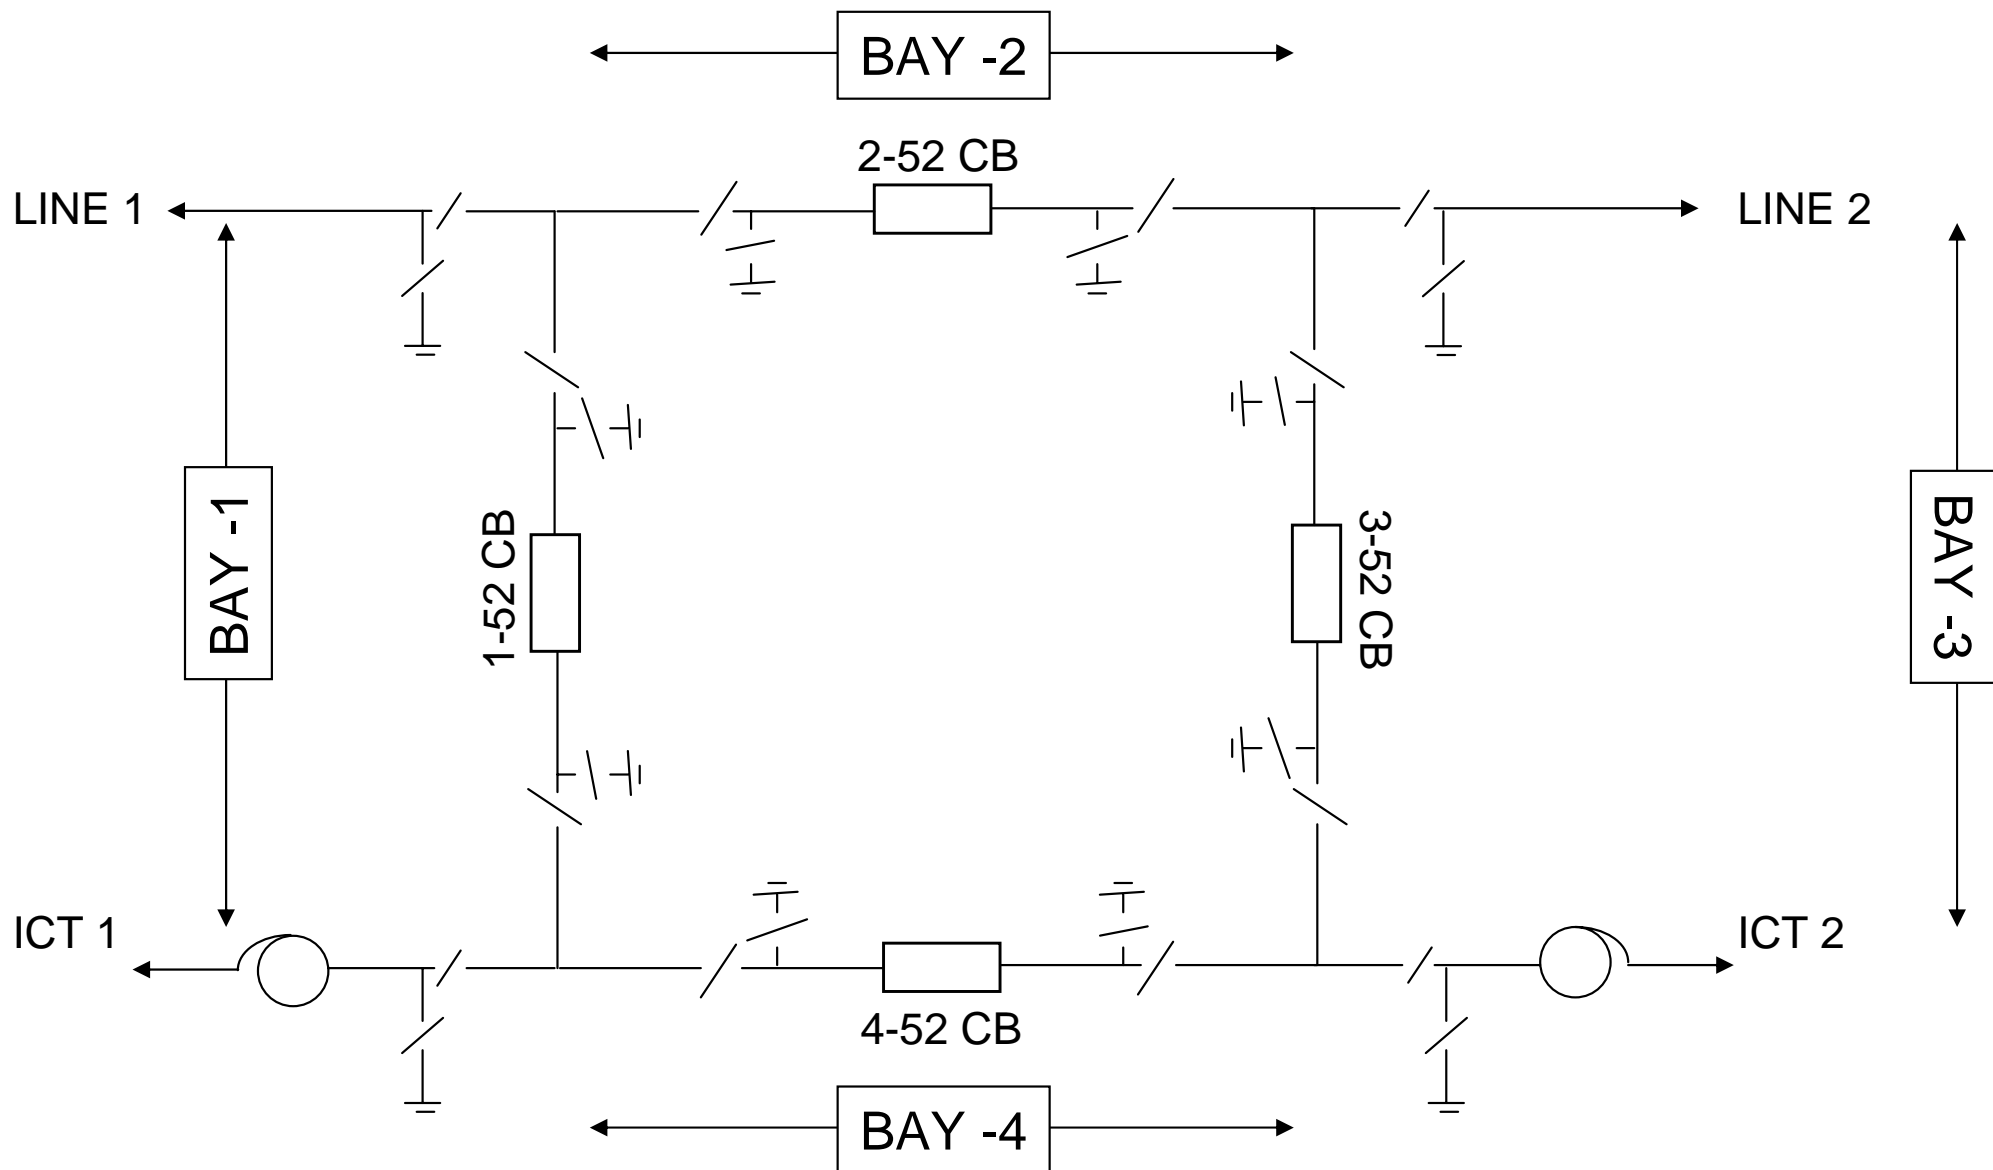 BAY -2
2-52 CB
LINE 1
LINE 2
BAY -1
1-52 CB
3-52 CB
BAY -3
ICT 1
ICT 2
4-52 CB
BAY -4